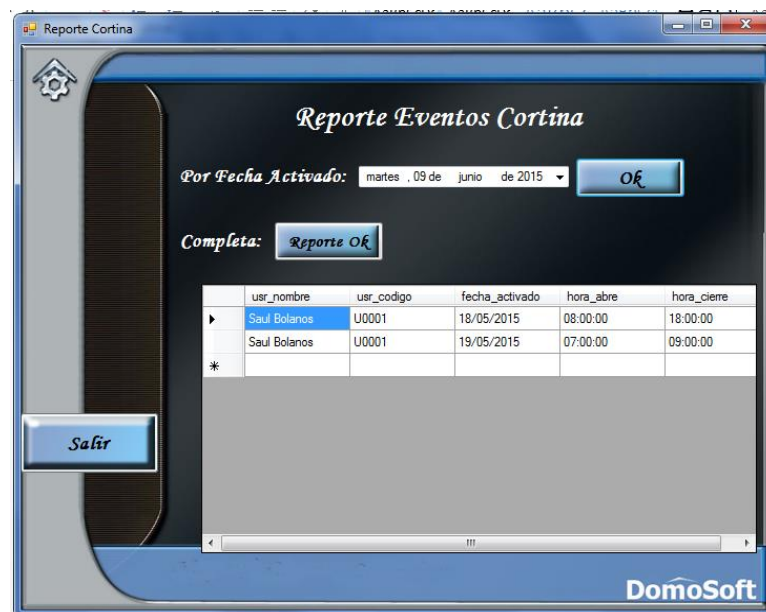 Reporte Cortina
Reporte Eventos Cortina
Por Fecha Activado: martes , 09 de junio de 2015 Ok
Completa: Reporte Ok
usr_nombre usr_codigo fecha_activado hora_abre hora_cierre
Saul Bolanos U0001 18/05/2015 08:00:00 18:00:00
Saul Bolanos U0001 19/05/2015 07:00:00 09:00:00
Salir
DomoSoft